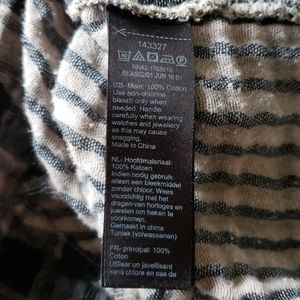 143327
GB- Main: 100% Cotton
Use non-chlorine
bleach only when
needed. Handle
carefully when wearing
watches and jewellery
as this may cause
snagging.
Made in China
NL- Hoofdmateriaal:
100% Katoen
Indien nodig gebruik
alleen een bleekmiddel
zonder chloor. Wees
voorzichtig met het
dragen van horloges en
juwelen om haken te
voorkomen.
Gemaakt in China
Tuniek (volwassenen)
FR- principal: 100%
Coton
Utiliser un javellisant
sans chlore en cas de